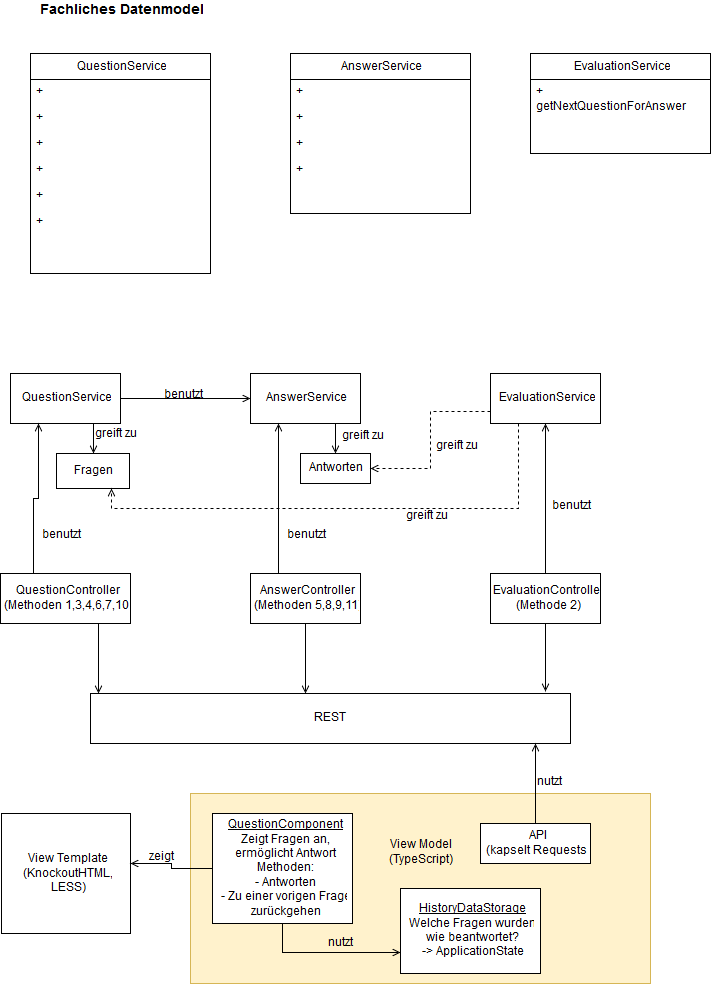 Fachliches Datenmodel
QuestionService
+
+
+
+
+
+
AnswerService
+
+
+
+
EvaluationService
+
getNextQuestionForAnswer
QuestionService
benutzt
AnswerService
EvaluationService
greift zu
greift zu
greift zu
Fragen
Antworten
greift zu
benutzt
benutzt
benutzt
QuestionController
(Methoden 1,3,4,6,7,10
AnswerController
(Methoden 5,8,9,11
EvaluationControlle
(Methode 2)
REST
nutzt
View Template
(KnockoutHTML,
LESS)
zeigt
QuestionComponent
Zeigt Fragen an,
ermöglicht Antwort
Methoden:
- Antworten
- Zu einer vorigen Frage
zurückgehen
View Model
(TypeScript)
API
(kapselt Requests
nutzt
HistoryDataStorage
Welche Fragen wurden
wie beantwortet?
-> ApplicationState